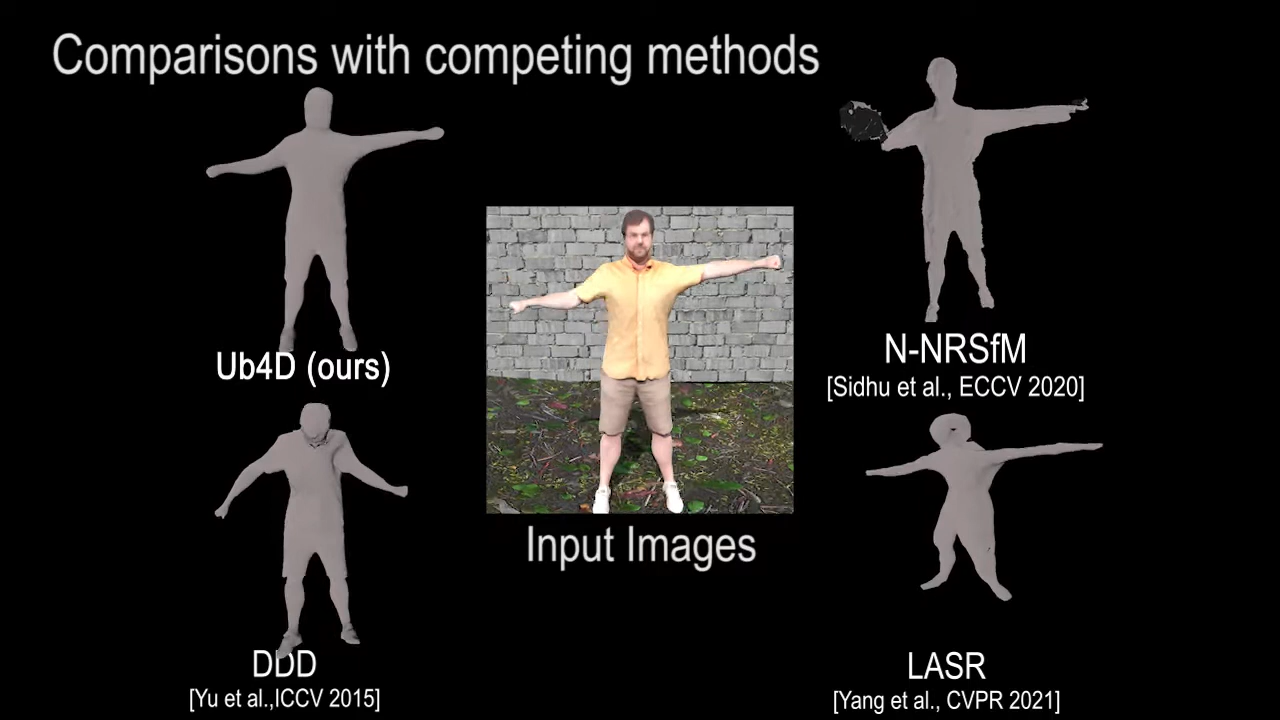 Comparisons with competing methods
Ub4D (ours)
N-NRSfM
[Sidhu et al., ECCV 2020]
Input Images
DDD
[Yu et al.,ICCV 2015]
LASR
[Yang et al., CVPR 2021]